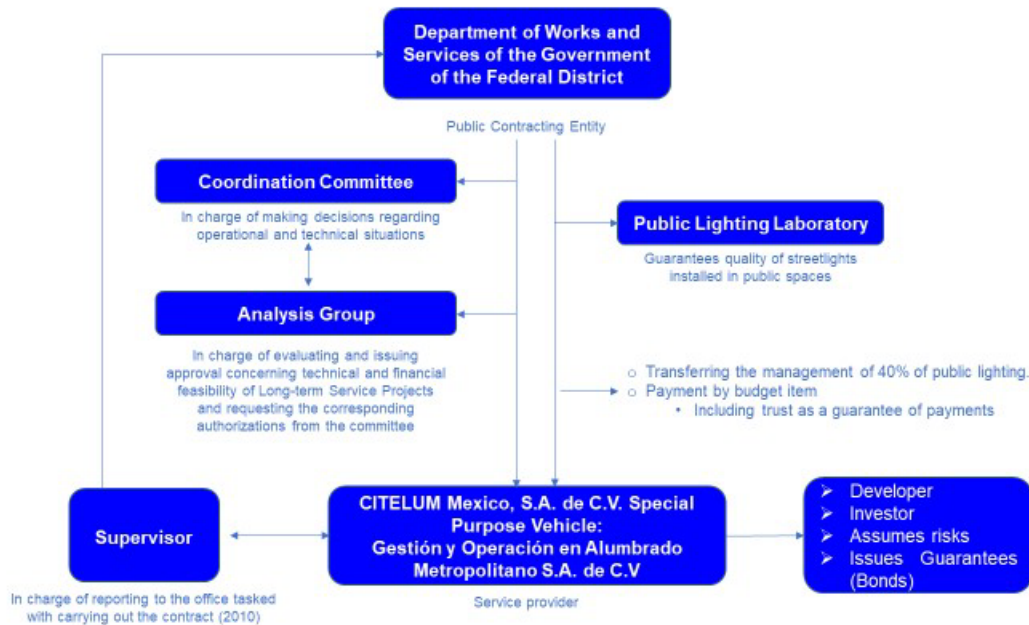 Department of Works and
Services of the Government
of the Federal District
Public Contracting Entity
Coordination Committee
In charge of making decisions regarding
operational and technical situations
Public Lighting Laboratory
Guarantees quality of streetlights
installed in public spaces
Analysis Group
In charge of evaluating and issuing
approval concerning technical and financial
feasibility of Long-term Service Projects
and requesting the corresponding
authorizations from the committee
o Transferring the management of 40% of public lighting.
o Payment by budget item
• Including trust as a guarantee of payments
Supervisor
In charge of reporting to the office tasked
with carrying out the contract (2010)
CITELUM Mexico, S.A. de C.V. Special
Purpose Vehicle:
Gestión y Operación en Alumbrado
Metropolitano S.A. de C.V
Service provider
➢ Developer
➢ Investor
➢ Assumes risks
➢ Issues Guarantees
(Bonds)